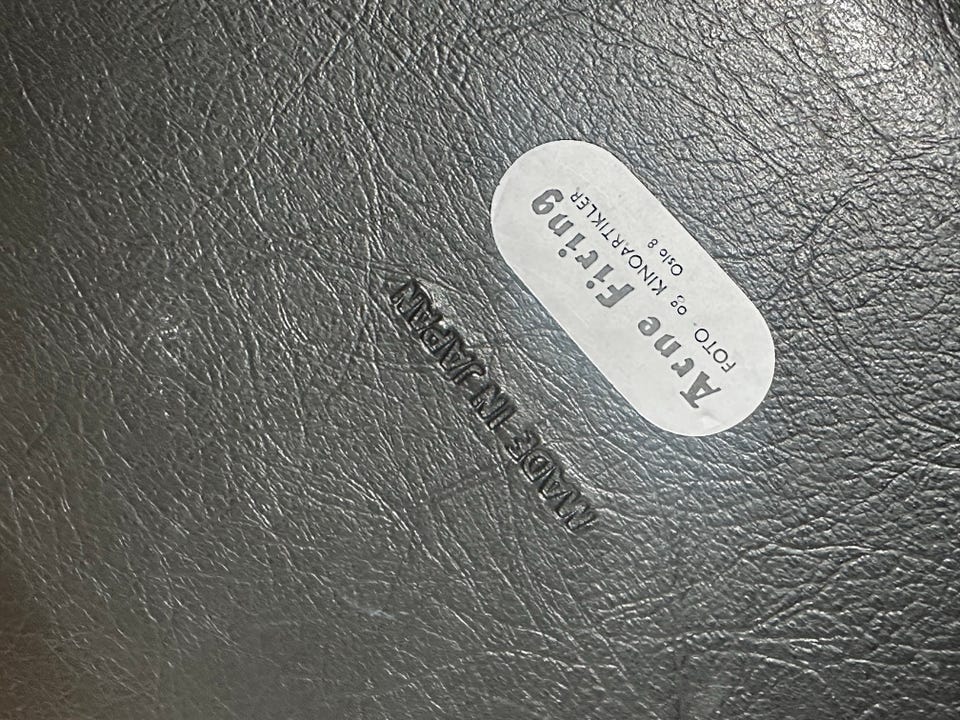 Arne Firing
FOTO og KINOARTIKLER
Oslo 8
MADE IN JAPAN